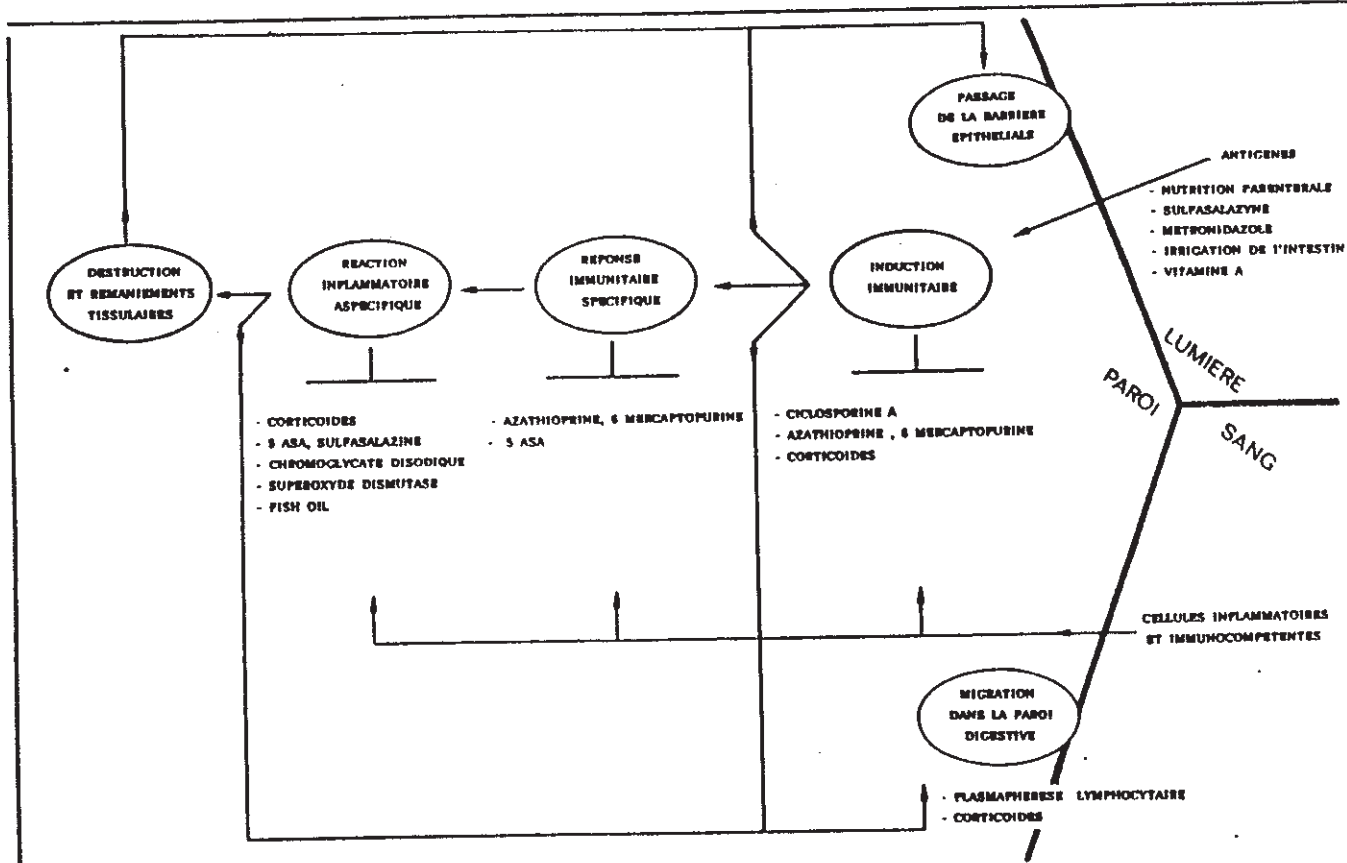 PASSAGE
DE LA BARRIERE
EPITHELIALE
ANTIGENES
- NUTRITION PARENTERALE
- SULFASALAZYNE
- METRONIDAZOLE
- IRRIGATION DE l'INTESTIN
- VITAMINE A
DESTRUCTION
ET REMANIEMENTS
TISSULAIRES
REACTION
INFLAMMATOIRE
ASPECIFIQUE
REPONSE
IMMUNITAIRE
SPECIFIQUE
INDUCTION
IMMUNITAIRE
LUMIERE
PAROI
SANG
- CORTICOIDES
- 5 ASA, SULFASALAZINE
- CHROMOGLYCATE DISODIQUE
- SUPEROXYDE DISMUTASE
- FISH OIL
- AZATHIOPRINE, 6 MERCAPTOPURINE
- 5 ASA
- CICLOSPORINE A
- AZATHIOPRINE , 6 MERCAPTOPURINE
- CORTICOIDES
CELLULES INFLAMMATOIRES
ET IMMUNOCOMPETENTES
MIGRATION
DANS LA PAROI
DIGESTIVE
- PLASMAPHERESE LYMPHOCYTAIRE
- CORTICOIDES